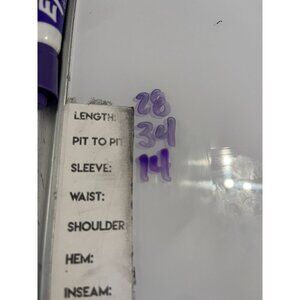 LENGTH: 28
PIT TO PIT 34
SLEEVE: 14
WAIST:
SHOULDER
HEM:
INSEAM: